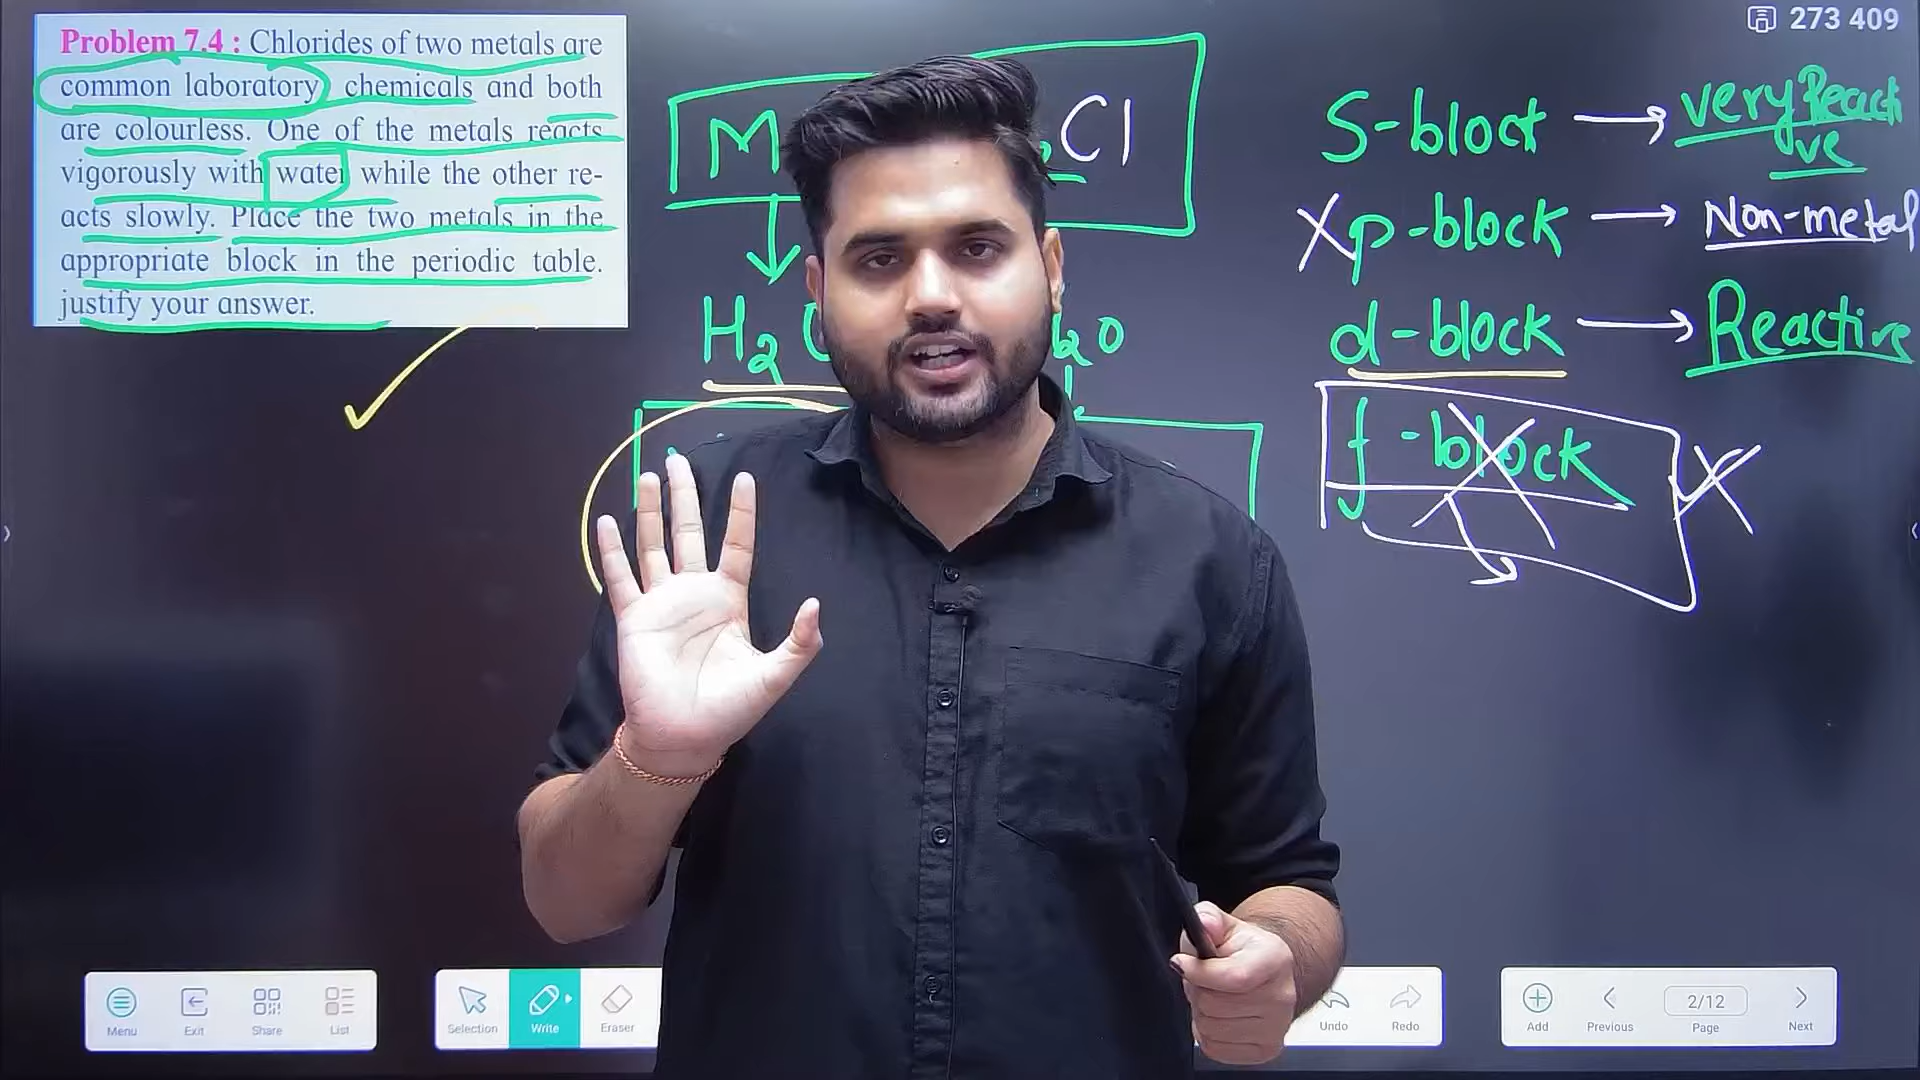 Problem 7.4 : Chlorides of two metals are
common laboratory chemicals and both
are colourless. One of the metals reacts
vigorously with water while the other re-
acts slowly. Place the two metals in the
appropriate block in the periodic table.
justify your answer.
273 409
M
Cl
H2
S-block → very Reactive
X p-block → Non-metal
d-block → Reactive
f-block X
Menu
Exit
Share
List
Selection
Write
Eraser
Undo
Redo
Add
Previous
2/12
Page
Next